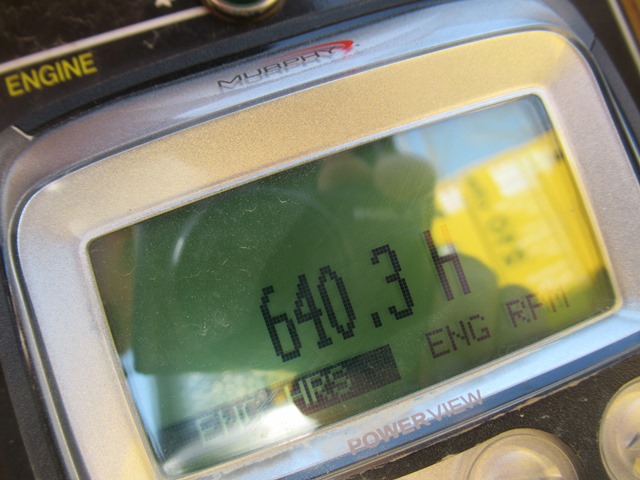 ENGINE
MURPHY
640.3 H
ENG HRS
ENG RPM
POWERVIEW